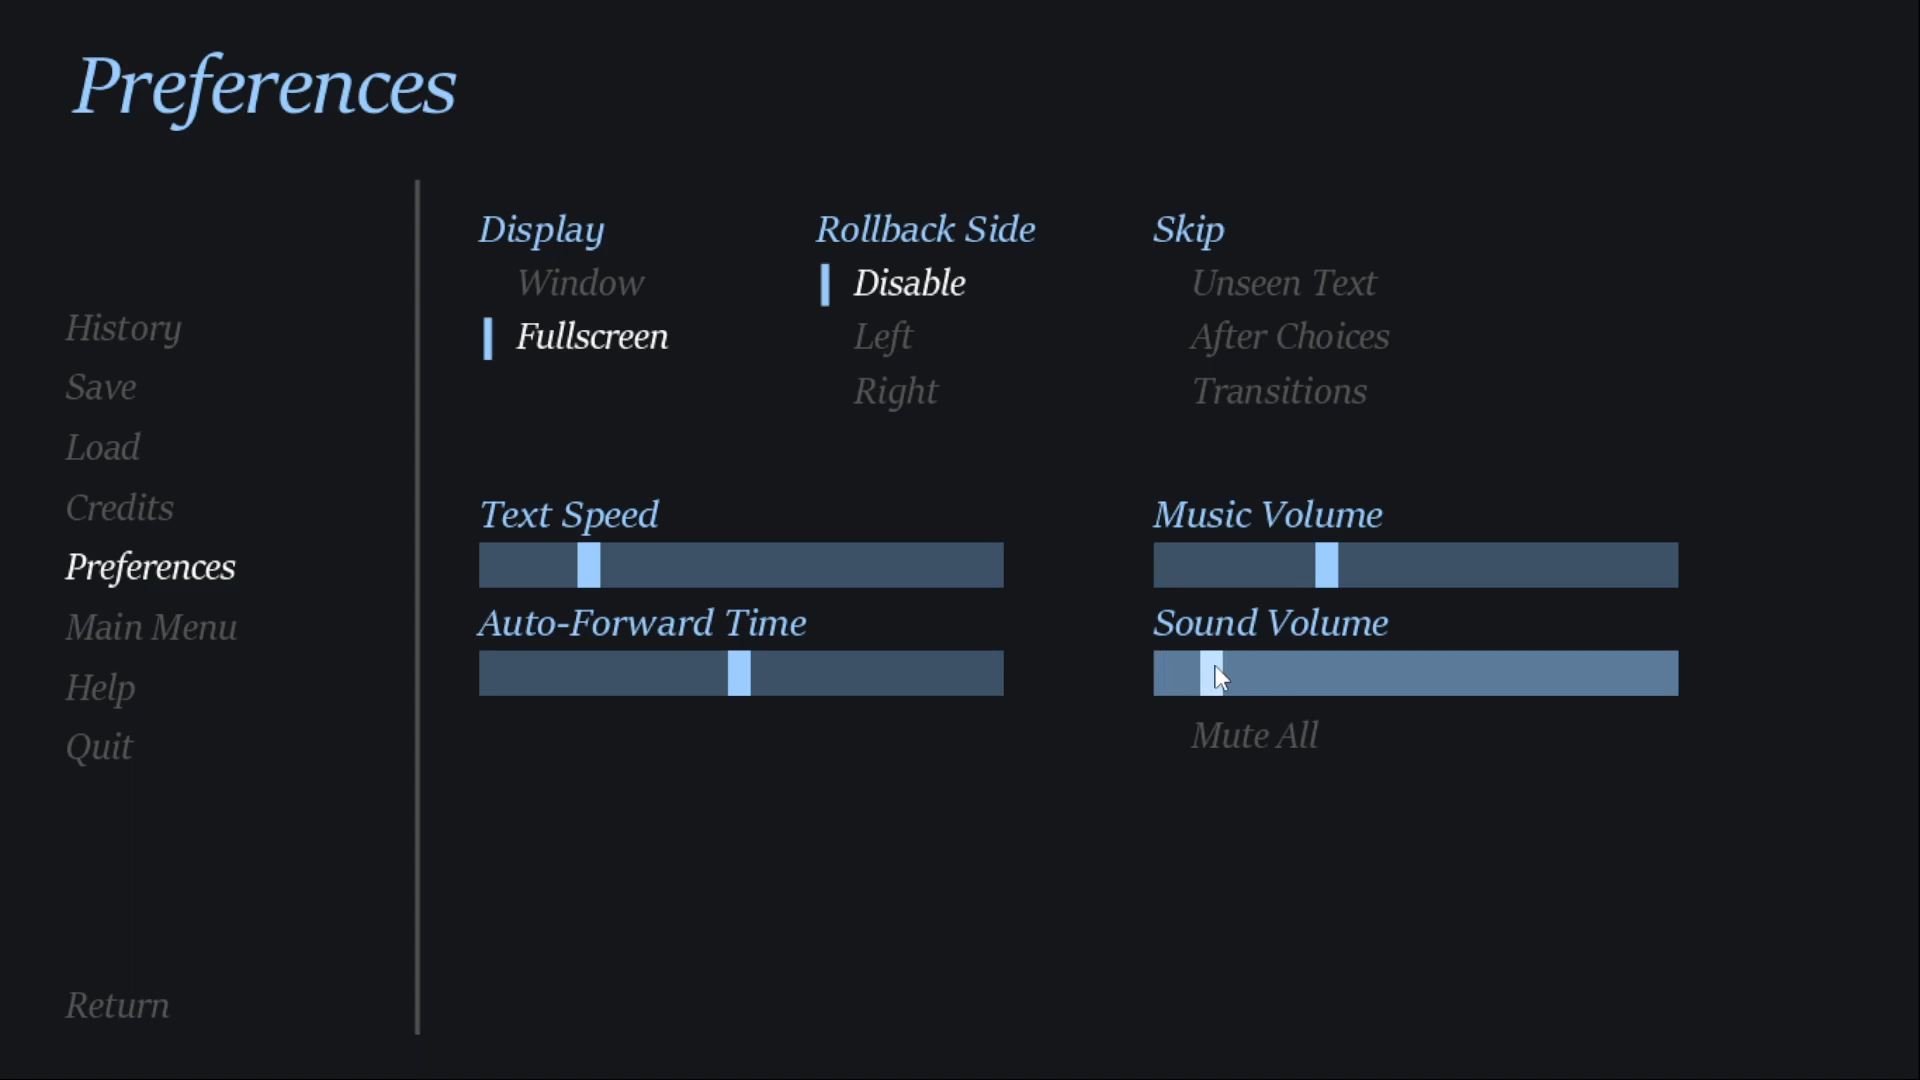 Preferences
History
Save
Load
Credits
Preferences
Main Menu
Help
Quit
Return
Display
Window
Fullscreen
Rollback Side
Disable
Left
Right
Skip
Unseen Text
After Choices
Transitions
Text Speed
Auto-Forward Time
Music Volume
Sound Volume
Mute All